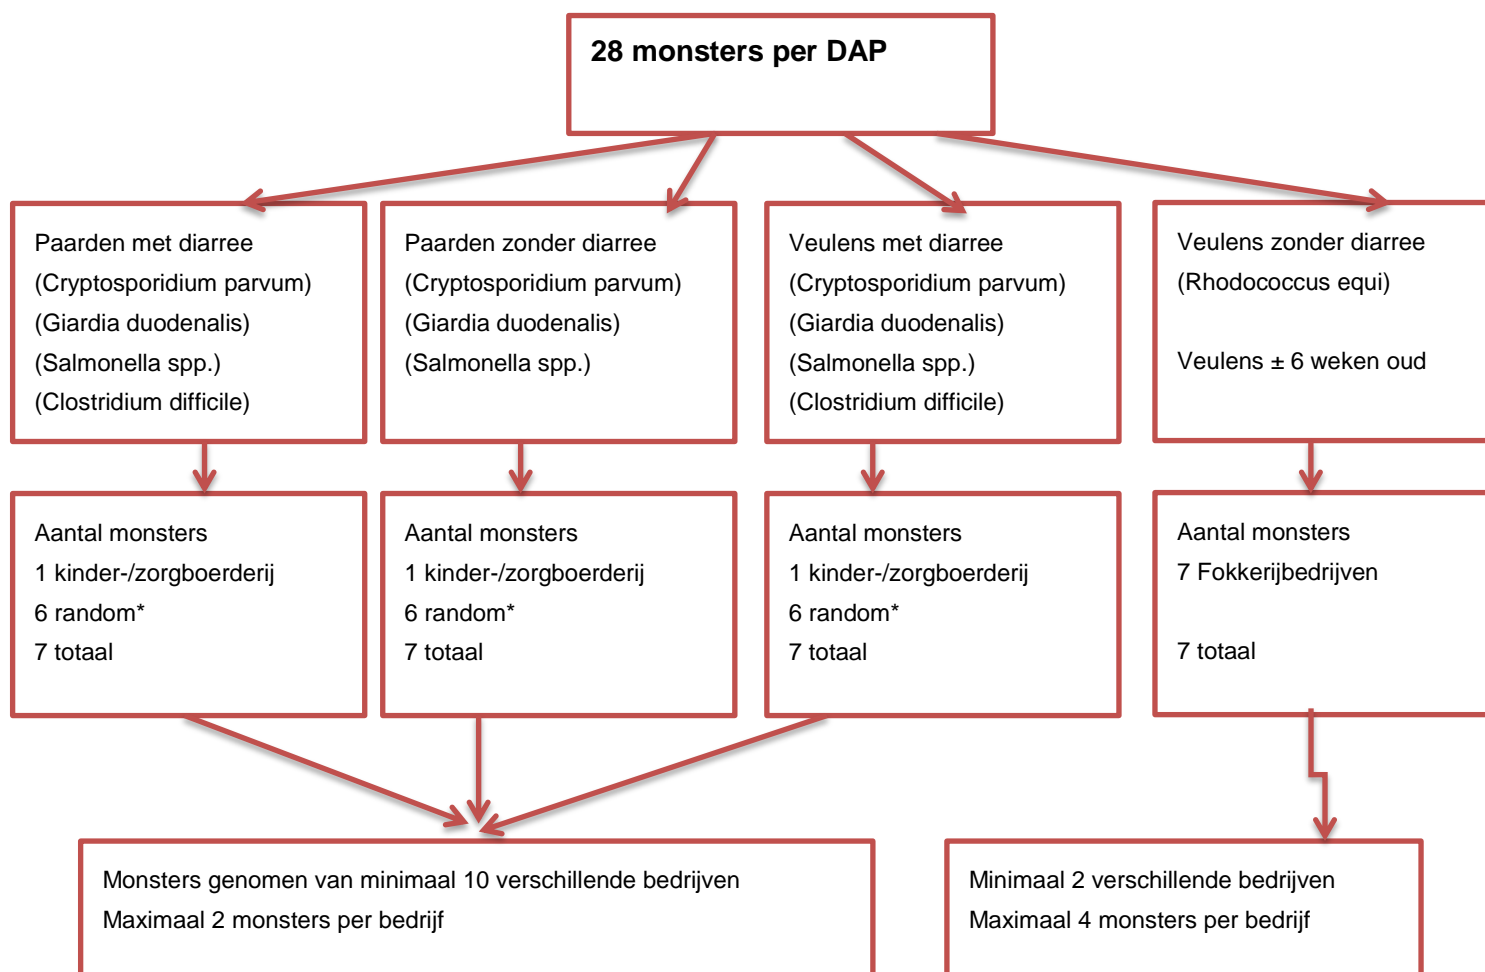 28 monsters per DAP
Paarden met diarree
(Cryptosporidium parvum)
(Giardia duodenalis)
(Salmonella spp.)
(Clostridium difficile)
Paarden zonder diarree
(Cryptosporidium parvum)
(Giardia duodenalis)
(Salmonella spp.)
Veulens met diarree
(Cryptosporidium parvum)
(Giardia duodenalis)
(Salmonella spp.)
(Clostridium difficile)
Veulens zonder diarree
(Rhodococcus equi)
Veulens ± 6 weken oud
Aantal monsters
1 kinder-/zorgboerderij
6 random*
7 totaal
Aantal monsters
1 kinder-/zorgboerderij
6 random*
7 totaal
Aantal monsters
1 kinder-/zorgboerderij
6 random*
7 totaal
Aantal monsters
7 Fokkerijbedrijven
7 totaal
Monsters genomen van minimaal 10 verschillende bedrijven
Maximaal 2 monsters per bedrijf
Minimaal 2 verschillende bedrijven
Maximaal 4 monsters per bedrijf